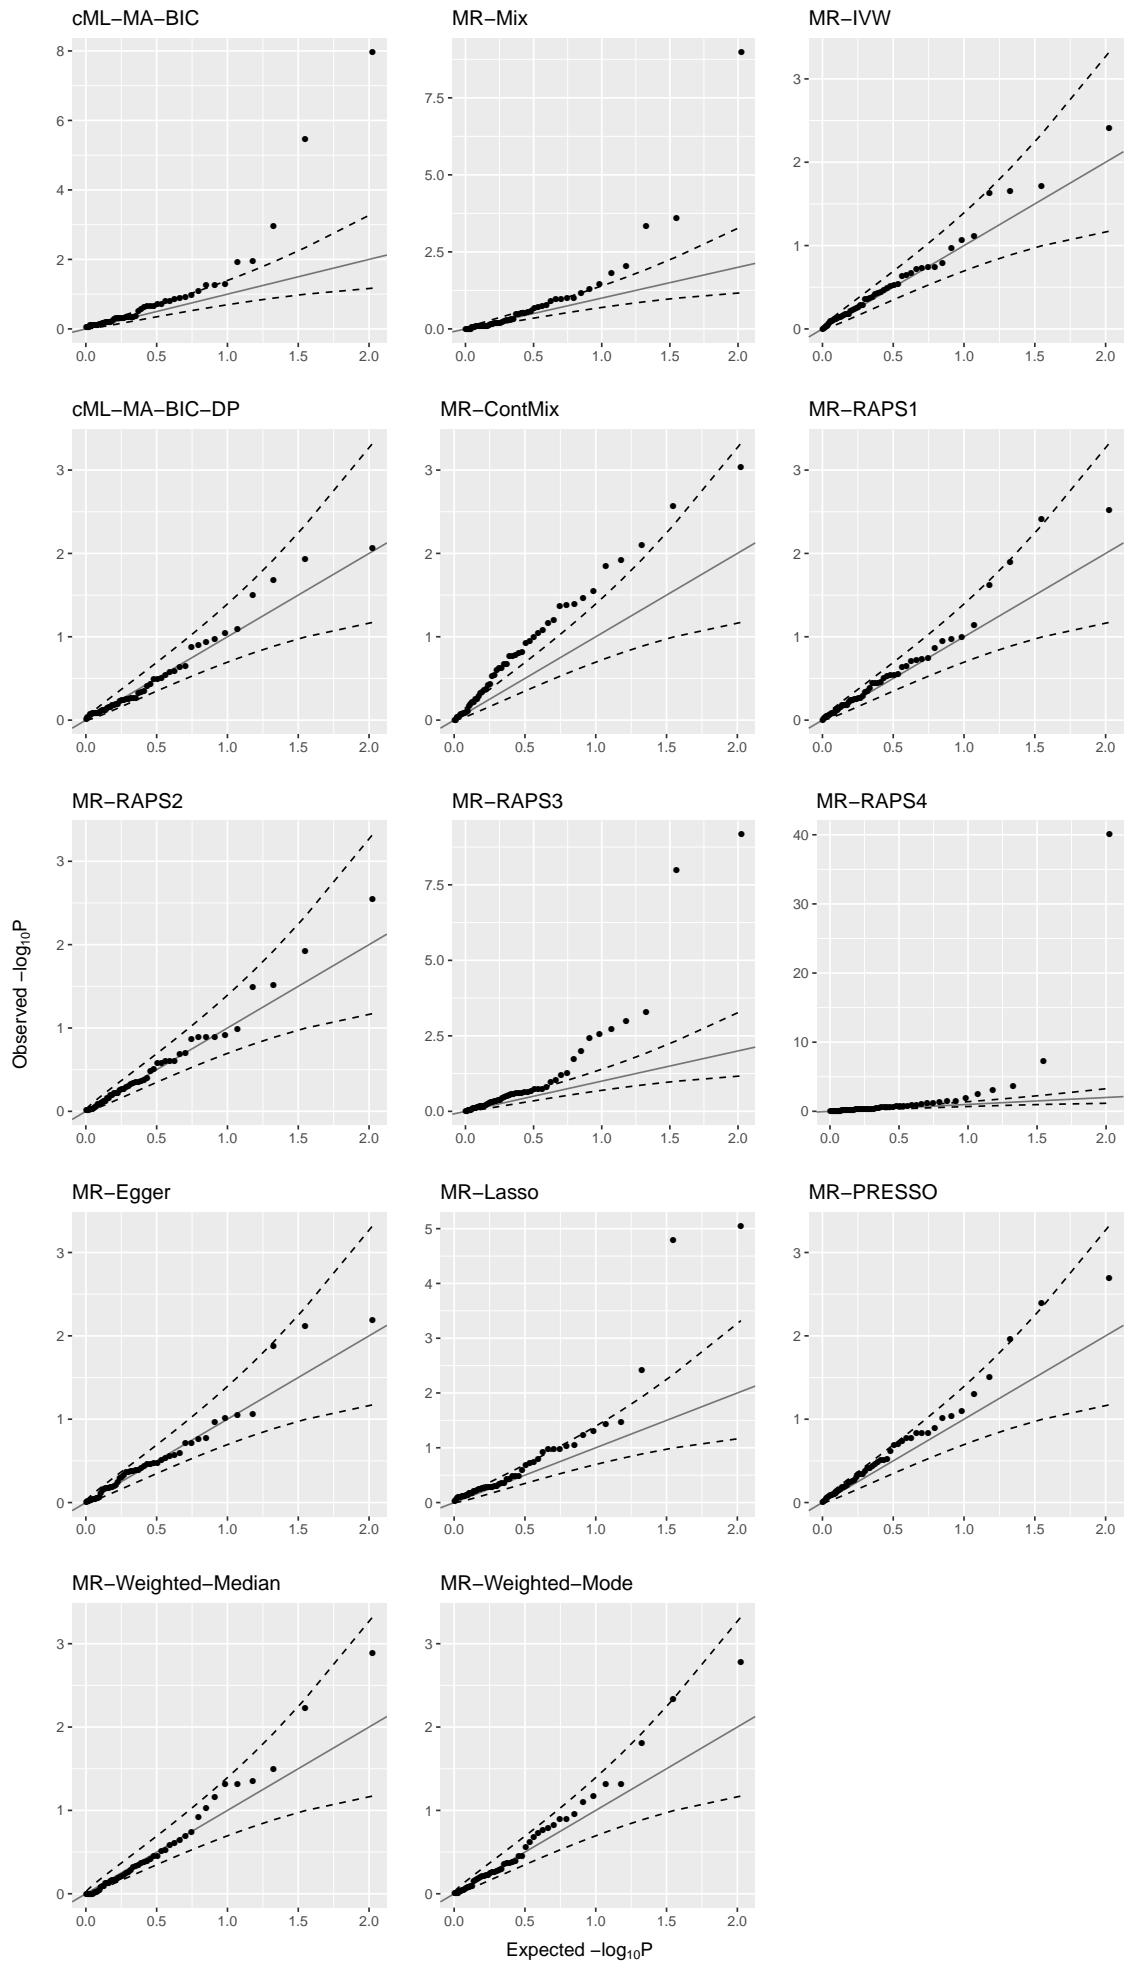 cML−MA−BIC
MR−Mix
MR−IVW
8
6
4
2
0
7.5
5.0
2.5
0.0
3
2
1
0
0.0 0.5 1.0 1.5 2.0
0.0 0.5 1.0 1.5 2.0
0.0 0.5 1.0 1.5 2.0
cML−MA−BIC−DP
MR−ContMix
MR−RAPS1
3
2
1
0
3
2
1
0
3
2
1
0
0.0 0.5 1.0 1.5 2.0
0.0 0.5 1.0 1.5 2.0
0.0 0.5 1.0 1.5 2.0
MR−RAPS2
MR−RAPS3
MR−RAPS4
3
2
1
0
7.5
5.0
2.5
0.0
40
30
20
10
0
0.0 0.5 1.0 1.5 2.0
0.0 0.5 1.0 1.5 2.0
0.0 0.5 1.0 1.5 2.0
Observed −log₁₀P
MR−Egger
MR−Lasso
MR−PRESSO
3
2
1
0
5
4
3
2
1
0
3
2
1
0
0.0 0.5 1.0 1.5 2.0
0.0 0.5 1.0 1.5 2.0
0.0 0.5 1.0 1.5 2.0
MR−Weighted−Median
MR−Weighted−Mode
3
2
1
0
3
2
1
0
0.0 0.5 1.0 1.5 2.0
0.0 0.5 1.0 1.5 2.0
Expected −log₁₀P